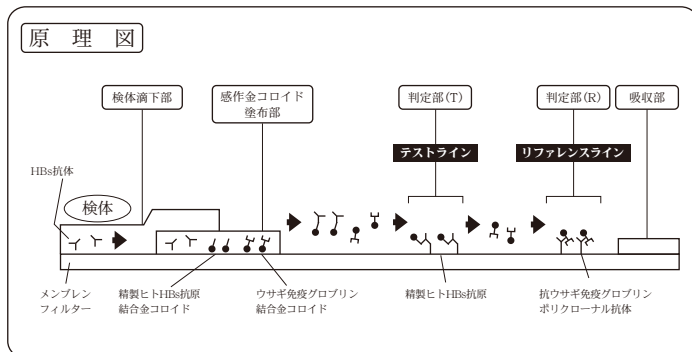 原理図
検体滴下部
感作金コロイド
塗布部
判定部(T)
判定部(R)
吸収部
テストライン
リファレンスライン
HBs抗体
検体
メンブレン
フィルター
精製ヒトHBs抗原
結合金コロイド
ウサギ免疫グロブリン
結合金コロイド
精製ヒトHBs抗原
抗ウサギ免疫グロブリン
ポリクローナル抗体